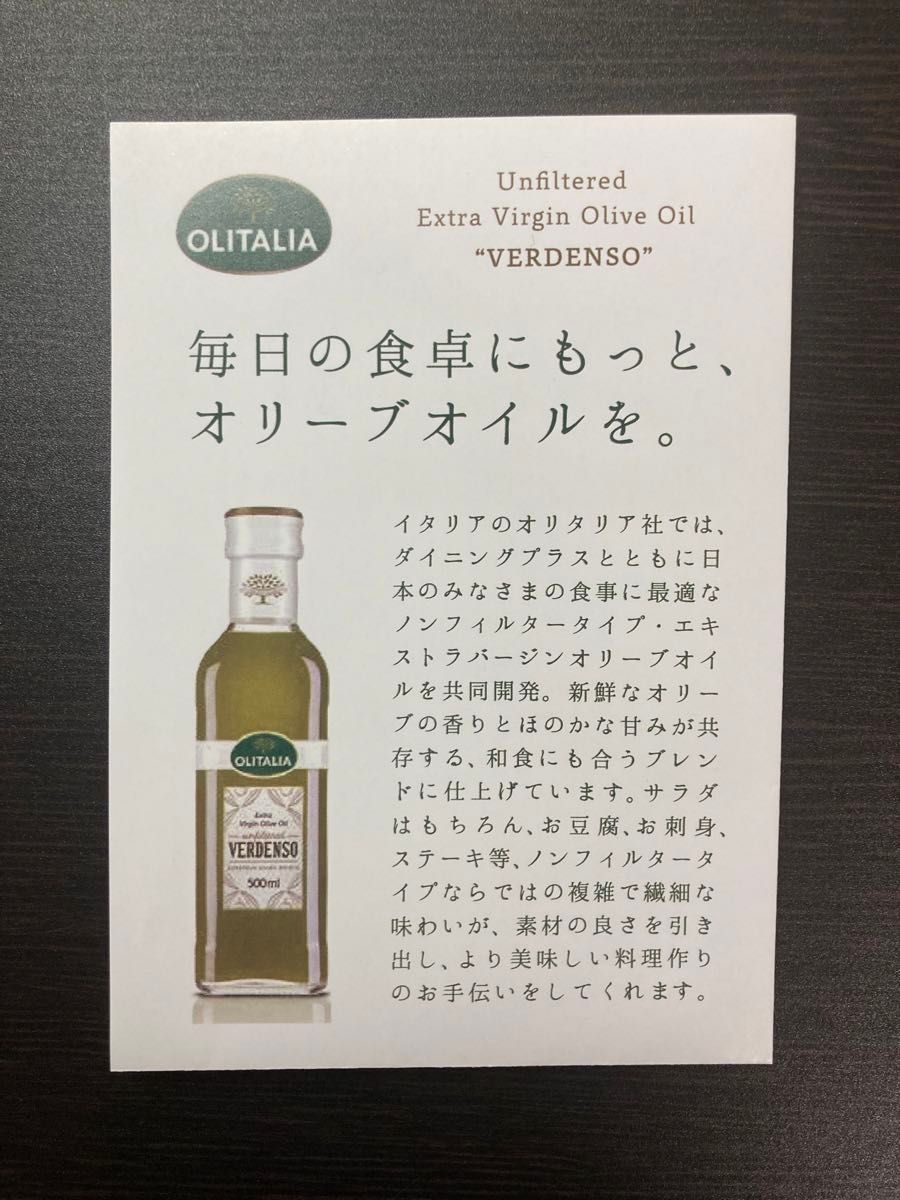 OLITALIA
Unfiltered
Extra Virgin Olive Oil
“VERDENSO”
毎日の食卓にもっと、
オリーブオイルを。
イタリアのオリタリア社では、
ダイニングプラスとともに日
本のみなさまの食事に最適な
ノンフィルタータイプ・エキ
ストラバージンオリーブオイ
ルを共同開発。新鮮なオリー
ブの香りとほのかな甘みが共
存する、和食にも合うブレン
ドに仕上げています。サラダ
はもちろん、お豆腐、お刺身、
ステーキ等、ノンフィルタータ
イプならではの複雑で繊細な
味わいが、素材の良さを引き
出し、より美味しい料理作り
のお手伝いをしてくれます。
OLITALIA
Extra
Virgin Olive Oil
unfiltered
VERDENSO
500ml